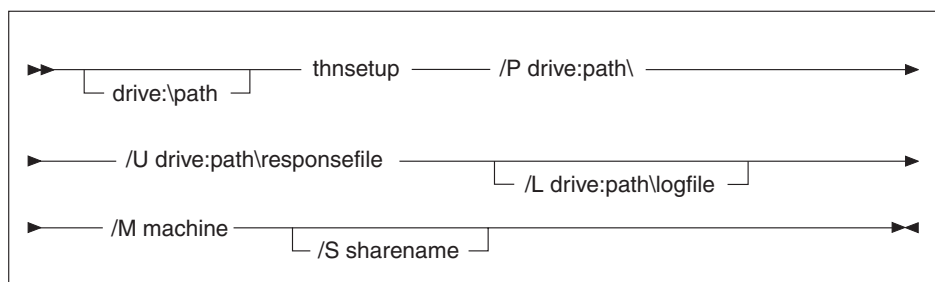 thnsetup /P drive:path\
drive:\path
/U drive:path\responsefile
/L drive:path\logfile
/M machine
/S sharename